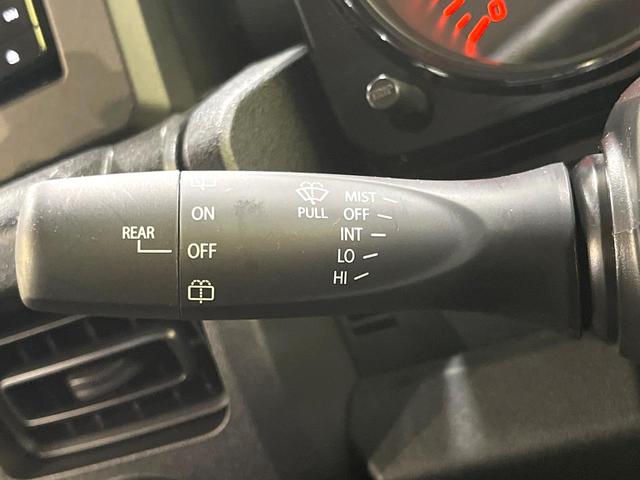 REAR
ON
OFF
PULL
MIST
OFF
INT
LO
HI